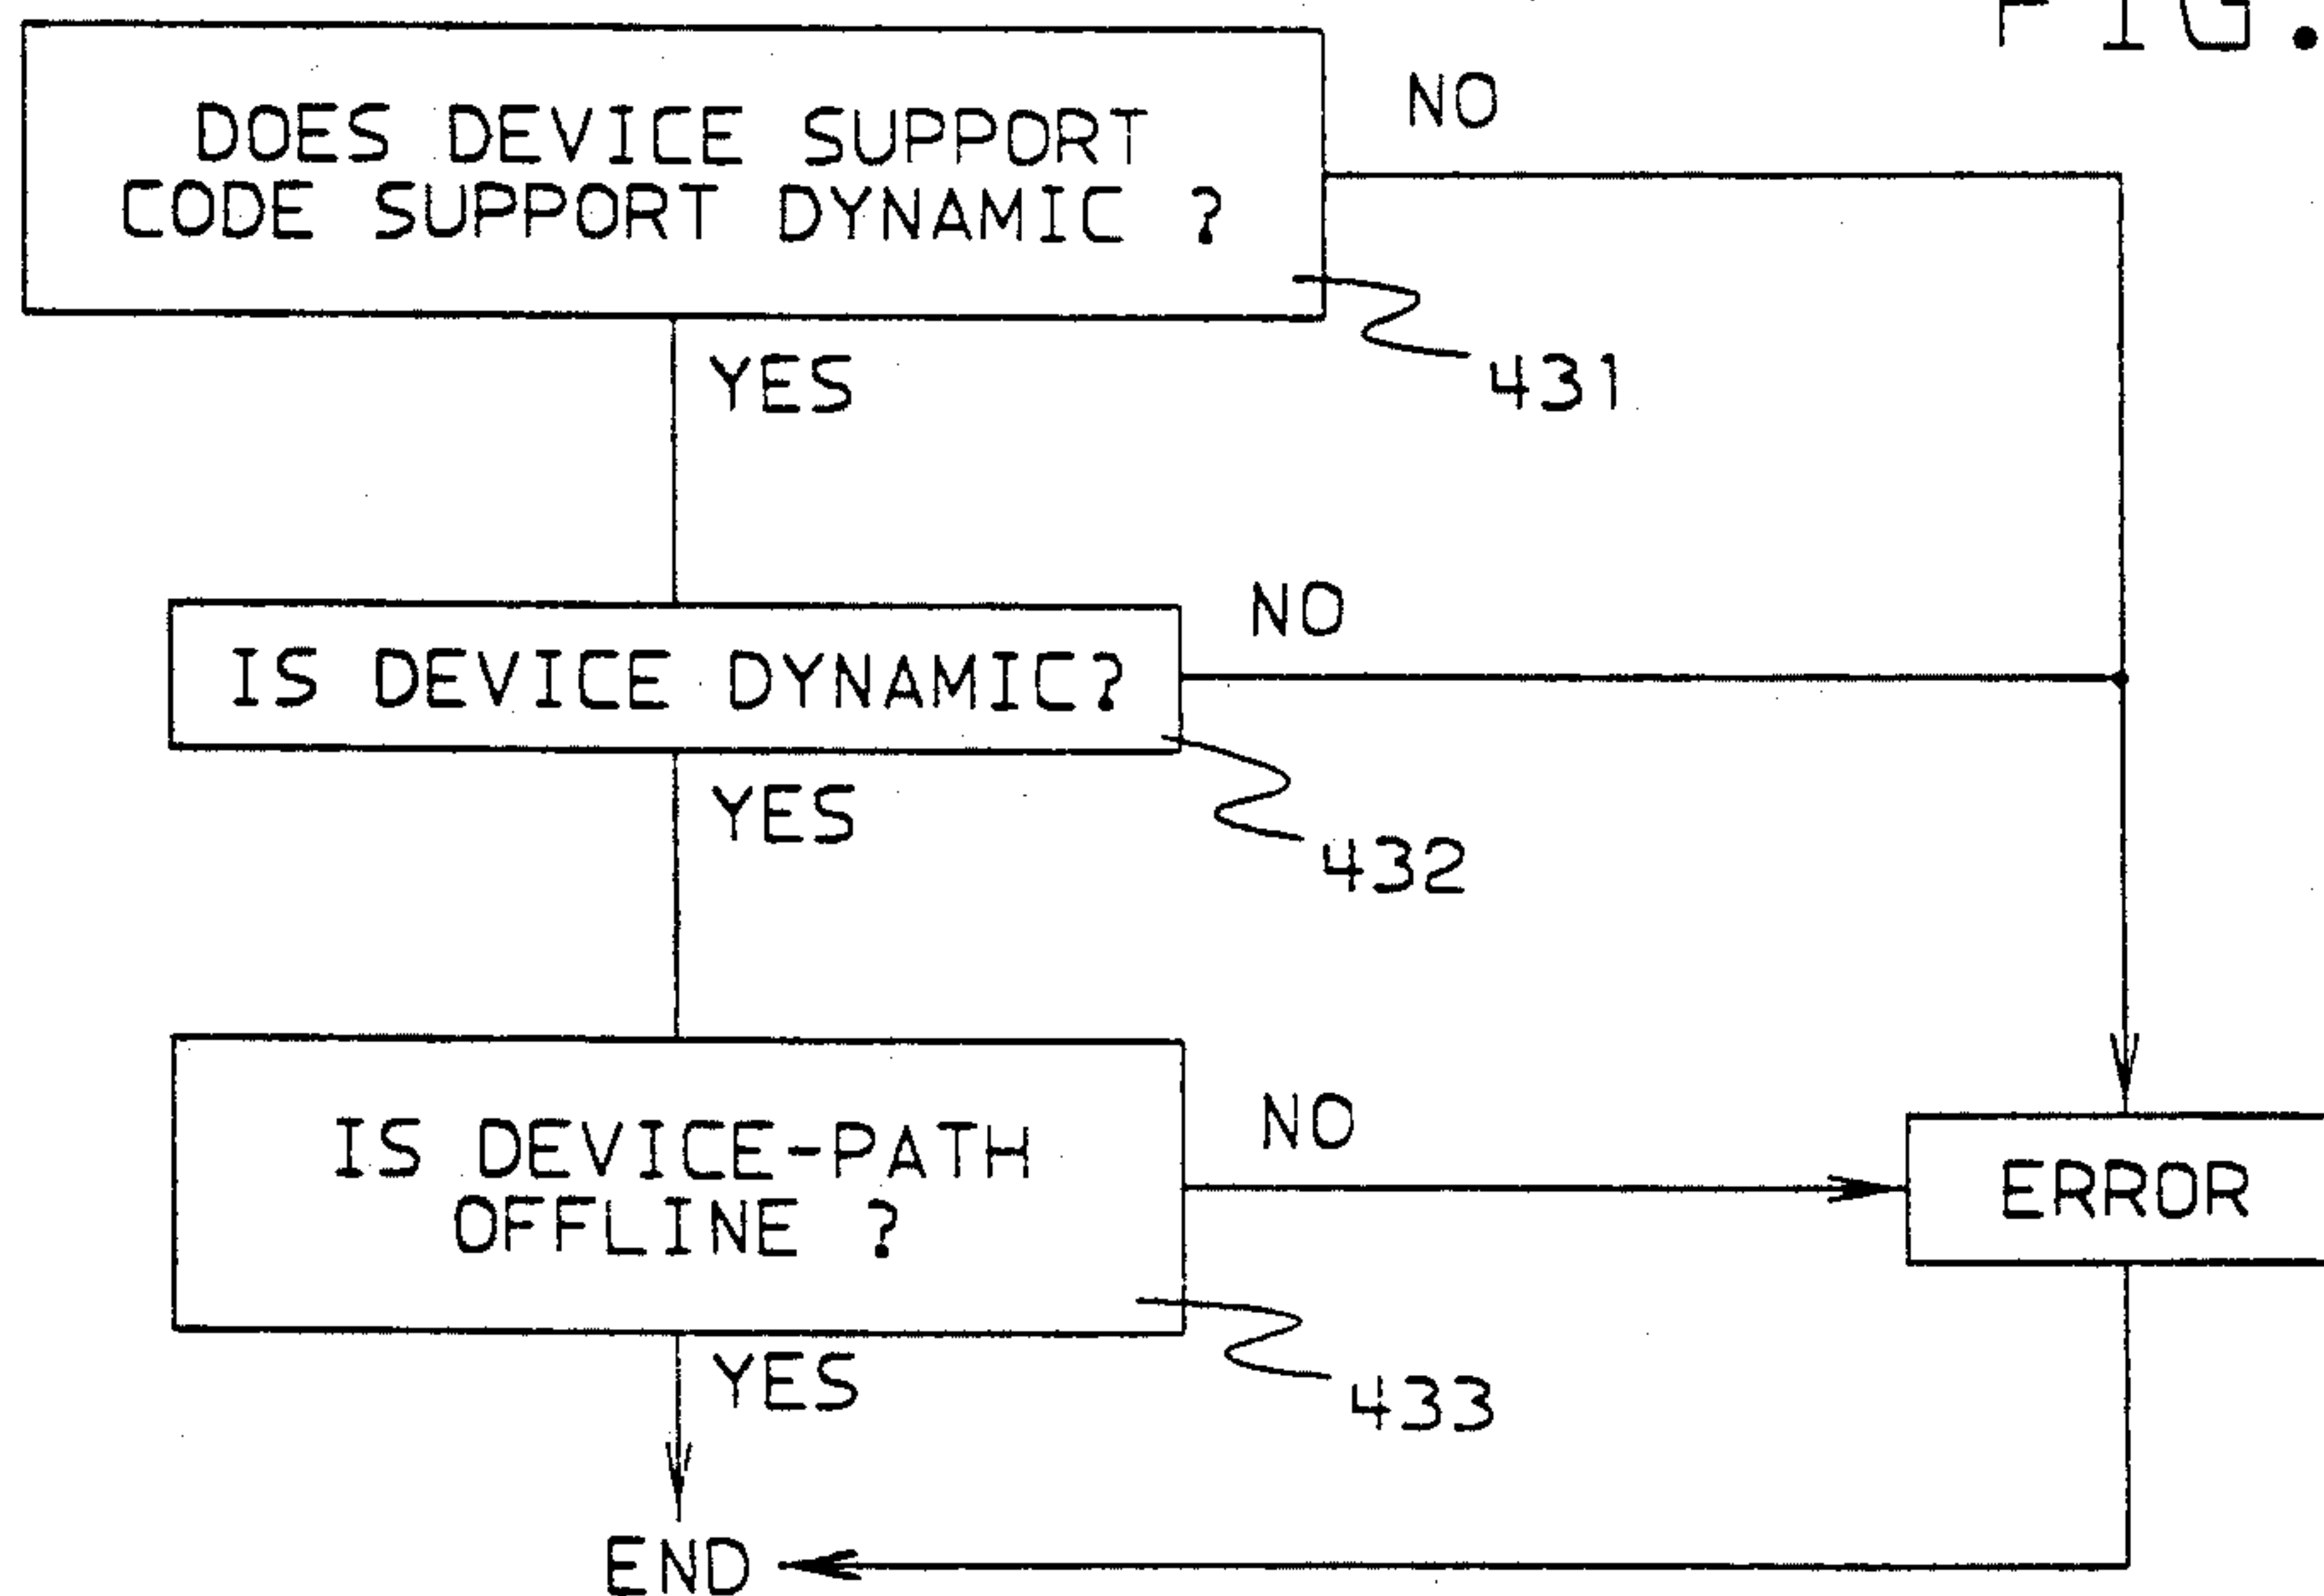 FIG.
NO
DOES DEVICE SUPPORT
CODE SUPPORT DYNAMIC ?
431
YES
NO
IS DEVICE DYNAMIC?
YES
432
NO
IS DEVICE-PATH
OFFLINE ?
ERROR
YES
433
END